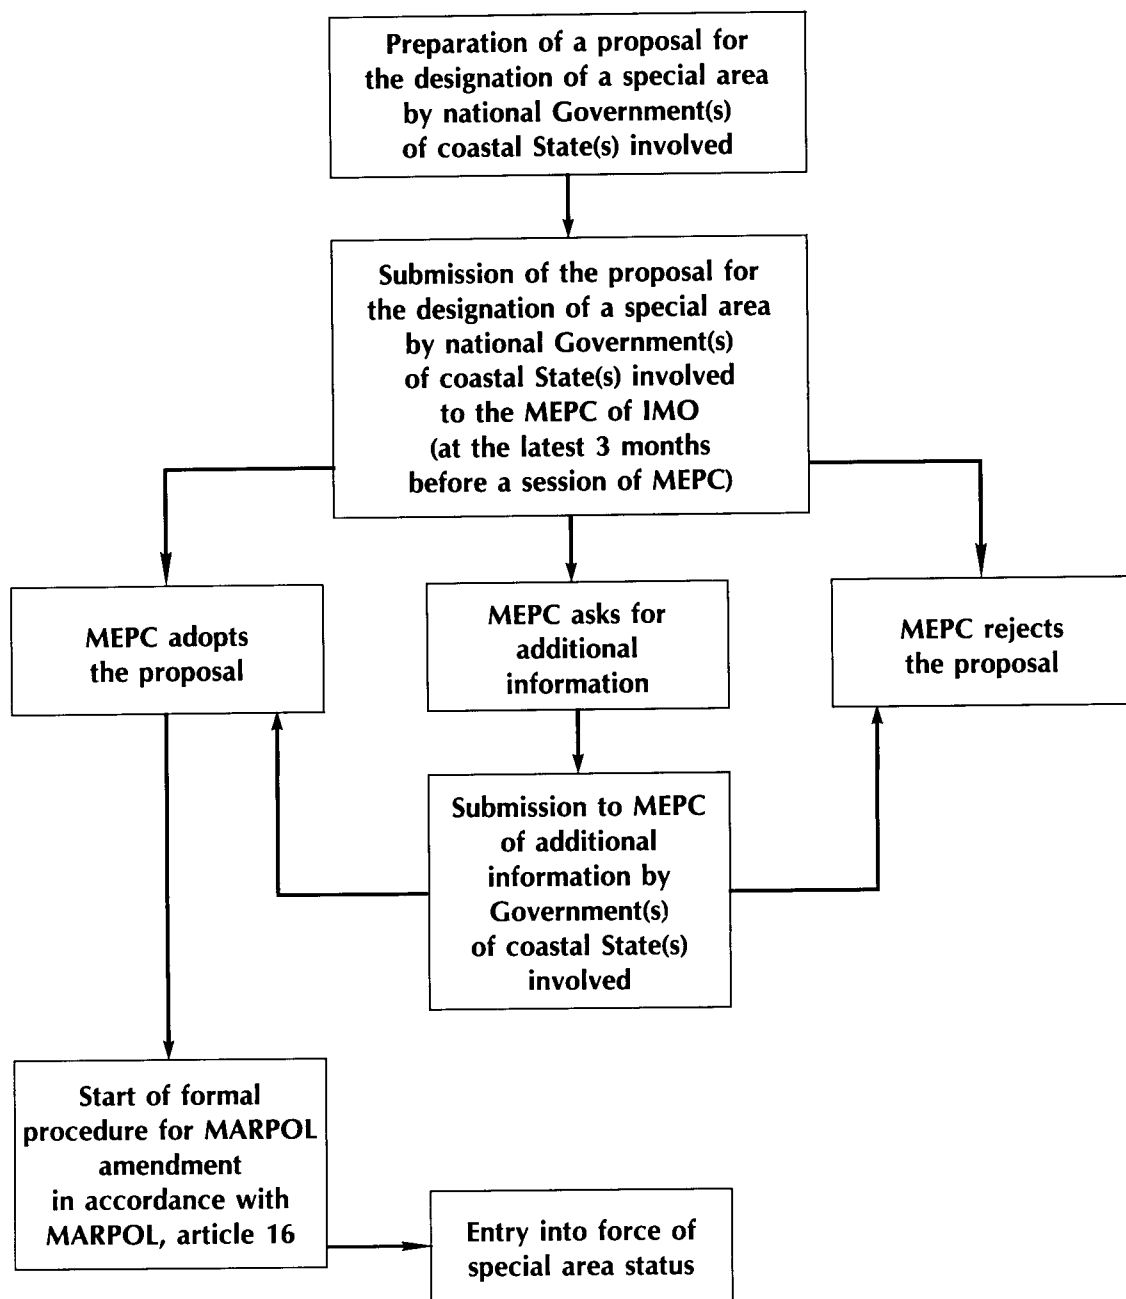 Preparation of a proposal for
the designation of a special area
by national Government(s)
of coastal State(s) involved
Submission of the proposal for
the designation of a special area
by national Government(s)
of coastal State(s) involved
to the MEPC of IMO
(at the latest 3 months
before a session of MEPC)
MEPC adopts
the proposal
MEPC asks for
additional
information
MEPC rejects
the proposal
Submission to MEPC
of additional
information by
Government(s)
of coastal State(s)
involved
Start of formal
procedure for MARPOL
amendment
in accordance with
MARPOL, article 16
Entry into force of
special area status